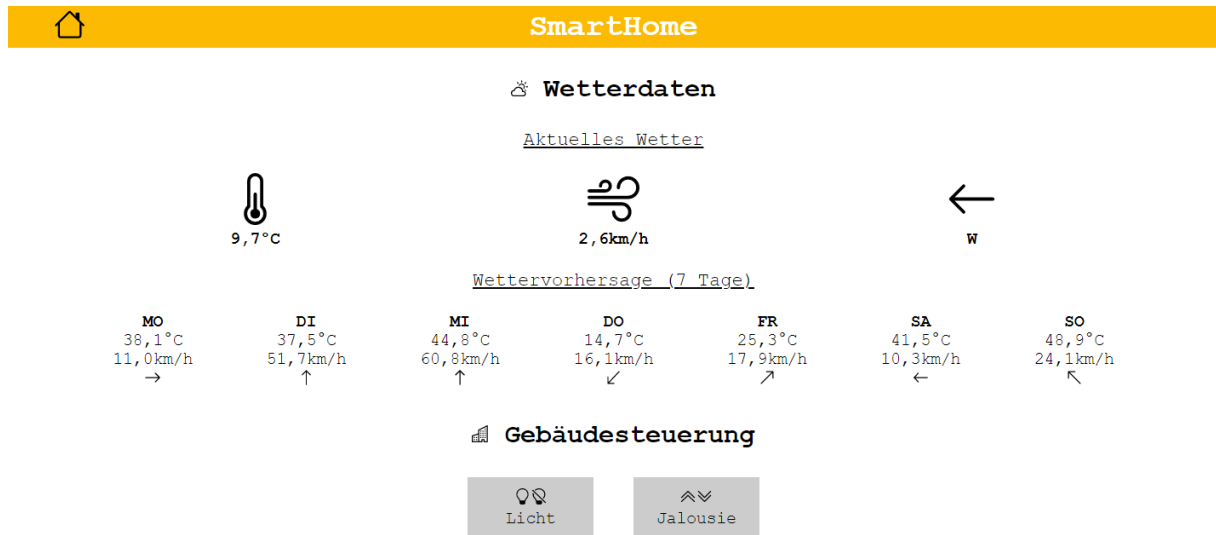 SmartHome
Wetterdaten
Aktuelles Wetter
9,7°C 2,6km/h W
Wettervorhersage (7 Tage)
MO DI MI DO FR SA SO
38,1°C 37,5°C 44,8°C 14,7°C 25,3°C 41,5°C 48,9°C
11,0km/h 51,7km/h 60,8km/h 16,1km/h 17,9km/h 10,3km/h 24,1km/h
→ ↑ ↑ ↙ ↗ ← ↖
Gebäudesteuerung
Licht Jalousie